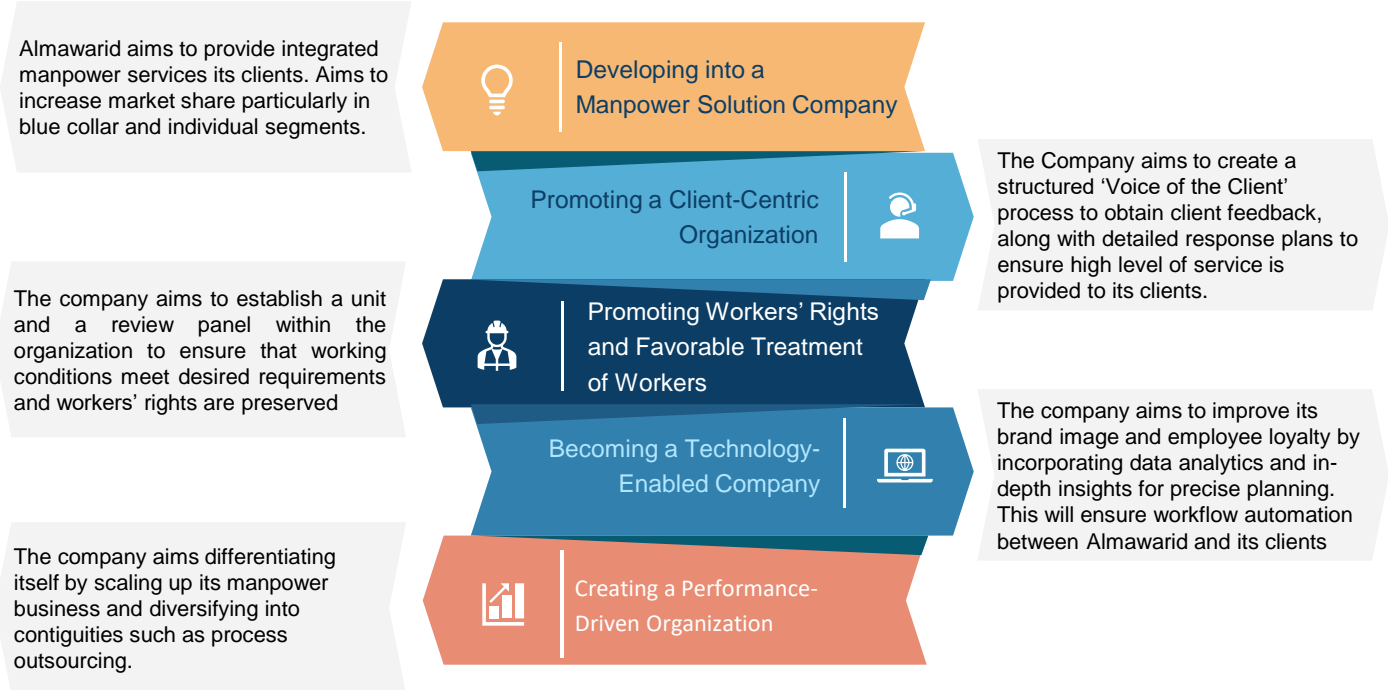 Almawarid aims to provide integrated
manpower services its clients. Aims to
increase market share particularly in
blue collar and individual segments.
Developing into a
Manpower Solution Company
Promoting a Client-Centric
Organization
The Company aims to create a
structured ‘Voice of the Client’
process to obtain client feedback,
along with detailed response plans to
ensure high level of service is
provided to its clients.
The company aims to establish a unit
and a review panel within the
organization to ensure that working
conditions meet desired requirements
and workers’ rights are preserved
Promoting Workers’ Rights
and Favorable Treatment
of Workers
Becoming a Technology-
Enabled Company
The company aims to improve its
brand image and employee loyalty by
incorporating data analytics and in-
depth insights for precise planning.
This will ensure workflow automation
between Almawarid and its clients
The company aims differentiating
itself by scaling up its manpower
business and diversifying into
contiguities such as process
outsourcing.
Creating a Performance-
Driven Organization